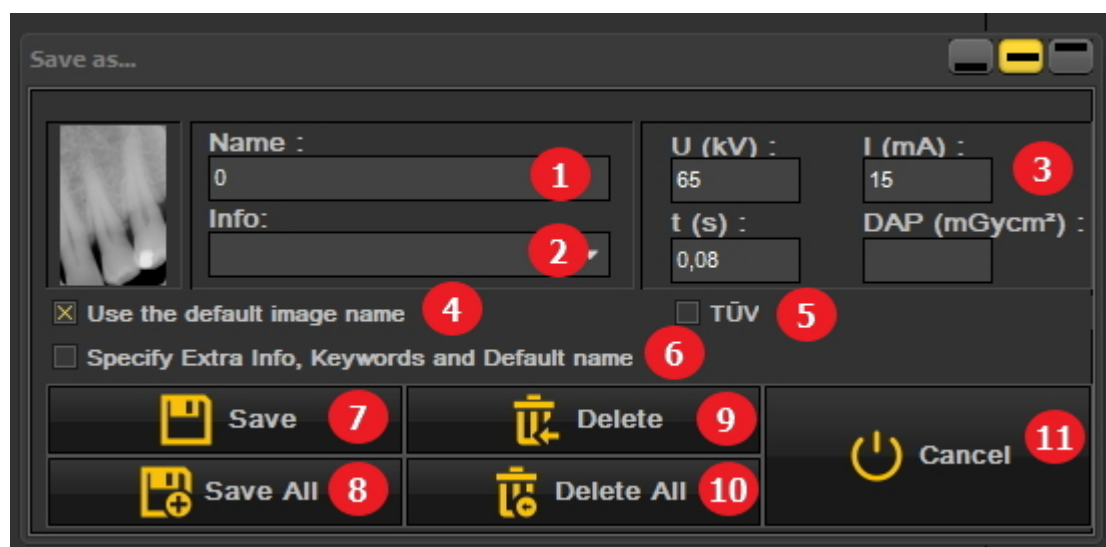 Save as...
Name :
0
1
Info:
2
U (kV) :
65
I (mA) :
15
3
t (s) :
0,08
DAP (mGycm²) :
Use the default image name
4
TŪV
5
Specify Extra Info, Keywords and Default name
6
Save
7
Delete
9
Cancel
11
Save All
8
Delete All
10